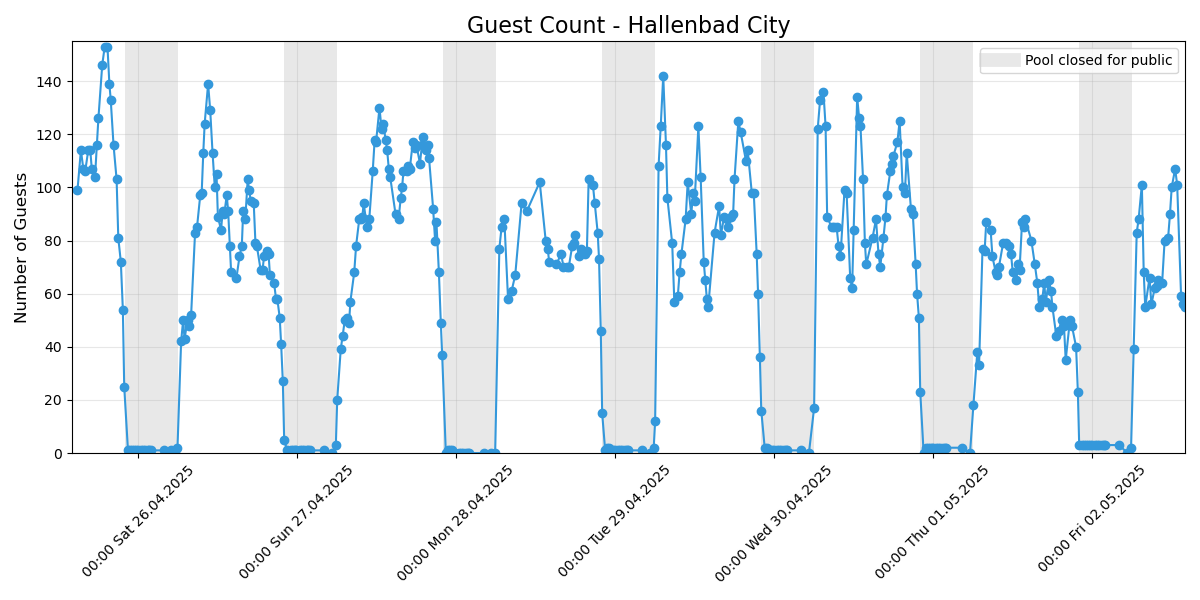 Guest Count - Hallenbad City
Pool closed for public
Number of Guests
140
120
100
80
60
40
20
0
00:00 Sat 26.04.2025
00:00 Sun 27.04.2025
00:00 Mon 28.04.2025
00:00 Tue 29.04.2025
00:00 Wed 30.04.2025
00:00 Thu 01.05.2025
00:00 Fri 02.05.2025